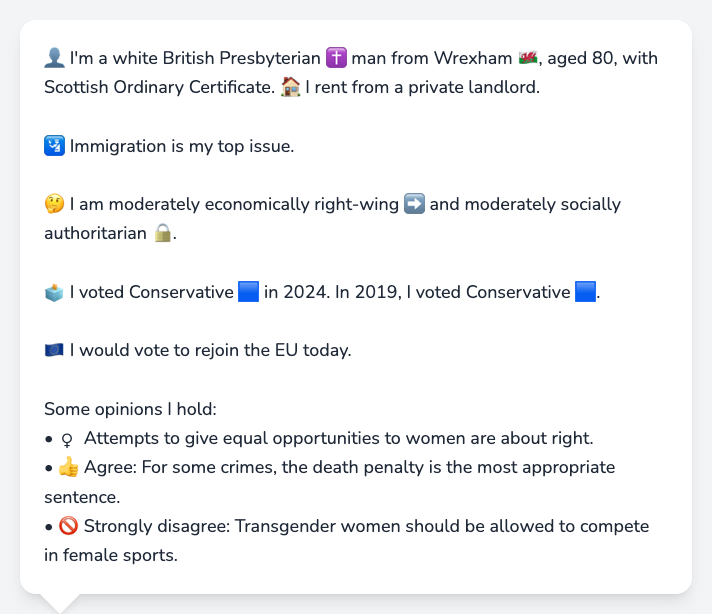 👤 I'm a white British Presbyterian ✝️ man from Wrexham 🏴󠁧󠁢󠁷󠁬󠁳󠁿, aged 80, with
Scottish Ordinary Certificate. 🏠 I rent from a private landlord.
🛂 Immigration is my top issue.
🤔 I am moderately economically right-wing ➡️ and moderately socially
authoritarian 🔒.
🗳️ I voted Conservative 🟦 in 2024. In 2019, I voted Conservative 🟦.
🇪🇺 I would vote to rejoin the EU today.
Some opinions I hold:
• ♀ Attempts to give equal opportunities to women are about right.
• 👍 Agree: For some crimes, the death penalty is the most appropriate
sentence.
• 🚫 Strongly disagree: Transgender women should be allowed to compete
in female sports.